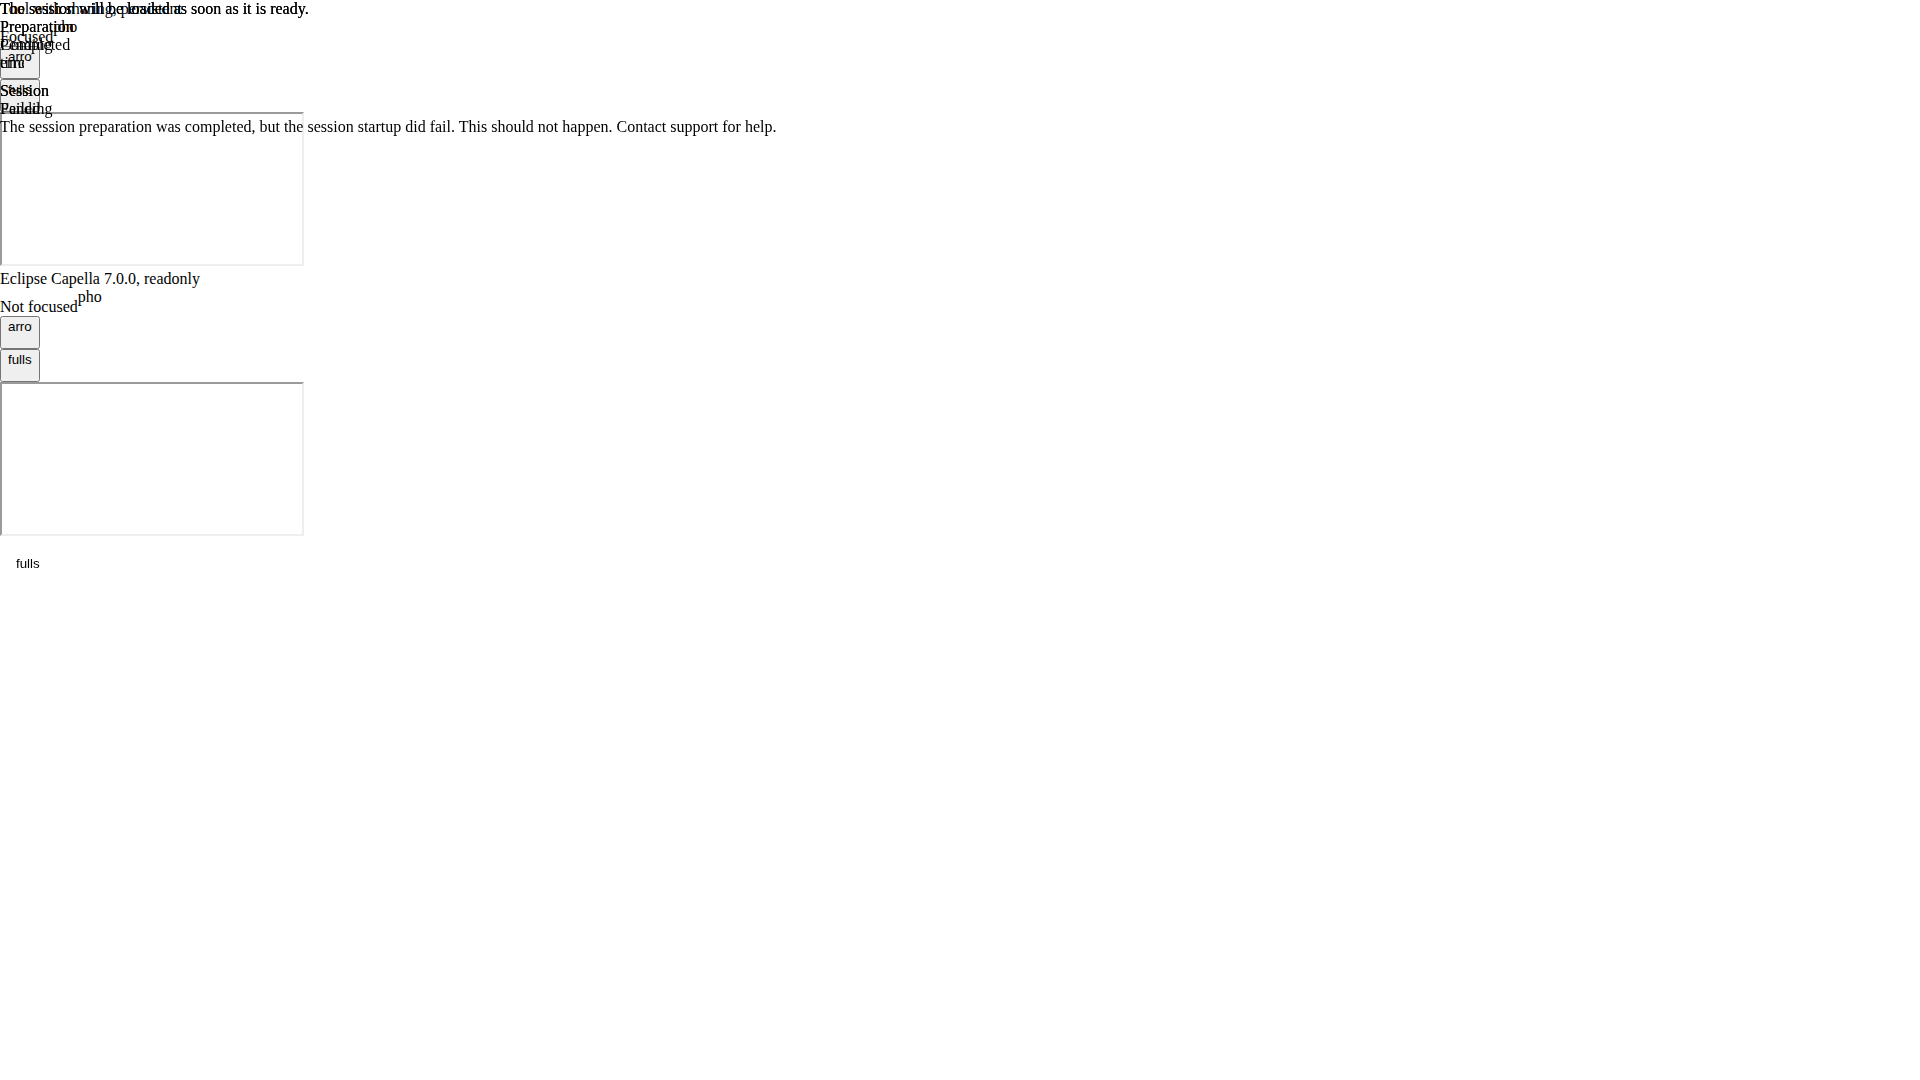 The session will be loaded as soon as it is ready.
Preparation
pho
Focused
arro
Session
fulls
The session preparation was completed, but the session startup did fail. This should not happen. Contact support for help.
Eclipse Capella 7.0.0, readonly
pho
Not focused
arro
fulls
fulls